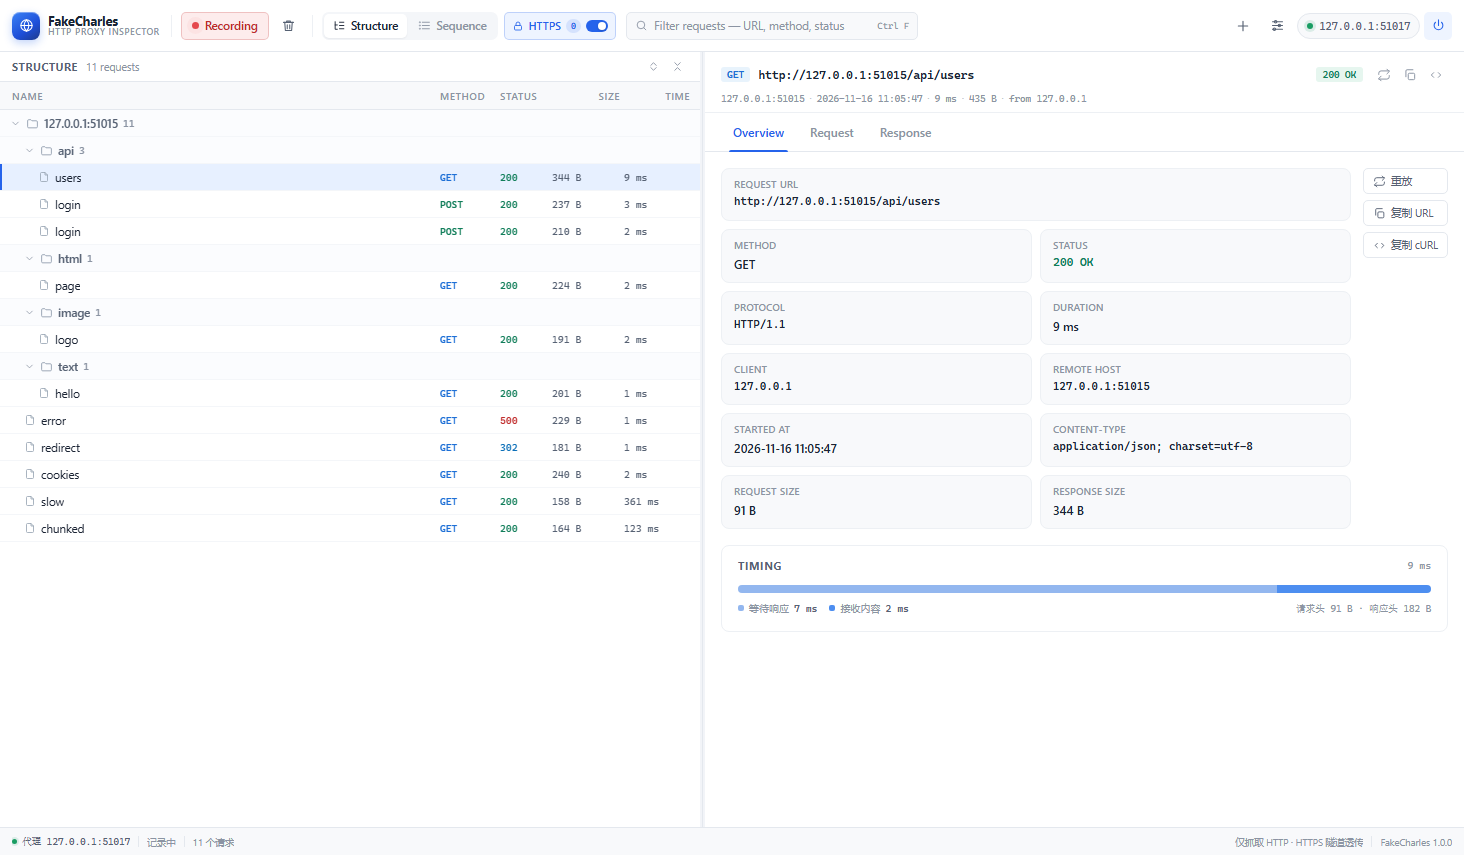 FakeCharles
HTTP PROXY INSPECTOR
Recording
Structure
Sequence
HTTPS 0
Filter requests — URL, method, status
Ctrl F
127.0.0.1:51017
STRUCTURE 11 requests
NAME METHOD STATUS SIZE TIME
127.0.0.1:51015 11
api 3
users GET 200 344 B 9 ms
login POST 200 237 B 3 ms
login POST 200 210 B 2 ms
html 1
page GET 200 224 B 2 ms
image 1
logo GET 200 191 B 2 ms
text 1
hello GET 200 201 B 1 ms
error GET 500 229 B 1 ms
redirect GET 302 181 B 1 ms
cookies GET 200 240 B 2 ms
slow GET 200 158 B 361 ms
chunked GET 200 164 B 123 ms
GET http://127.0.0.1:51015/api/users 200 OK
127.0.0.1:51015 · 2026-11-16 11:05:47 · 9 ms · 435 B · from 127.0.0.1
Overview Request Response
REQUEST URL
http://127.0.0.1:51015/api/users
重放
复制 URL
复制 cURL
METHOD
GET
STATUS
200 OK
PROTOCOL
HTTP/1.1
DURATION
9 ms
CLIENT
127.0.0.1
REMOTE HOST
127.0.0.1:51015
STARTED AT
2026-11-16 11:05:47
CONTENT-TYPE
application/json; charset=utf-8
REQUEST SIZE
91 B
RESPONSE SIZE
344 B
TIMING 9 ms
等待响应 7 ms 接收内容 2 ms 请求头 91 B · 响应头 182 B
代理 127.0.0.1:51017 记录中 11 个请求 仅抓取 HTTP · HTTPS 隧道透传 FakeCharles 1.0.0